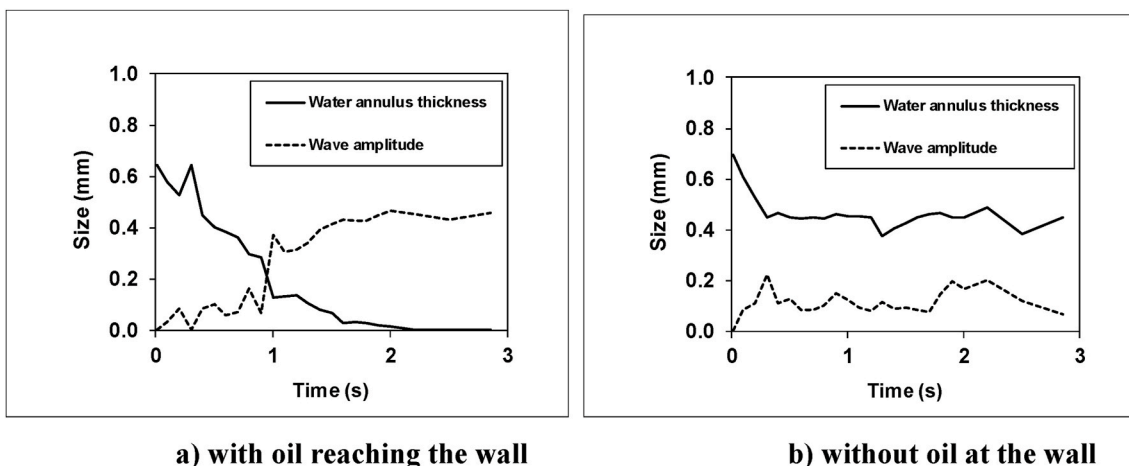 1.0
0.8
0.6
0.4
0.2
0.0
Size (mm)
Water annulus thickness
Wave amplitude
0 1 2 3
Time (s)
a) with oil reaching the wall
1.0
0.8
0.6
0.4
0.2
0.0
Size (mm)
Water annulus thickness
Wave amplitude
0 1 2 3
Time (s)
b) without oil at the wall